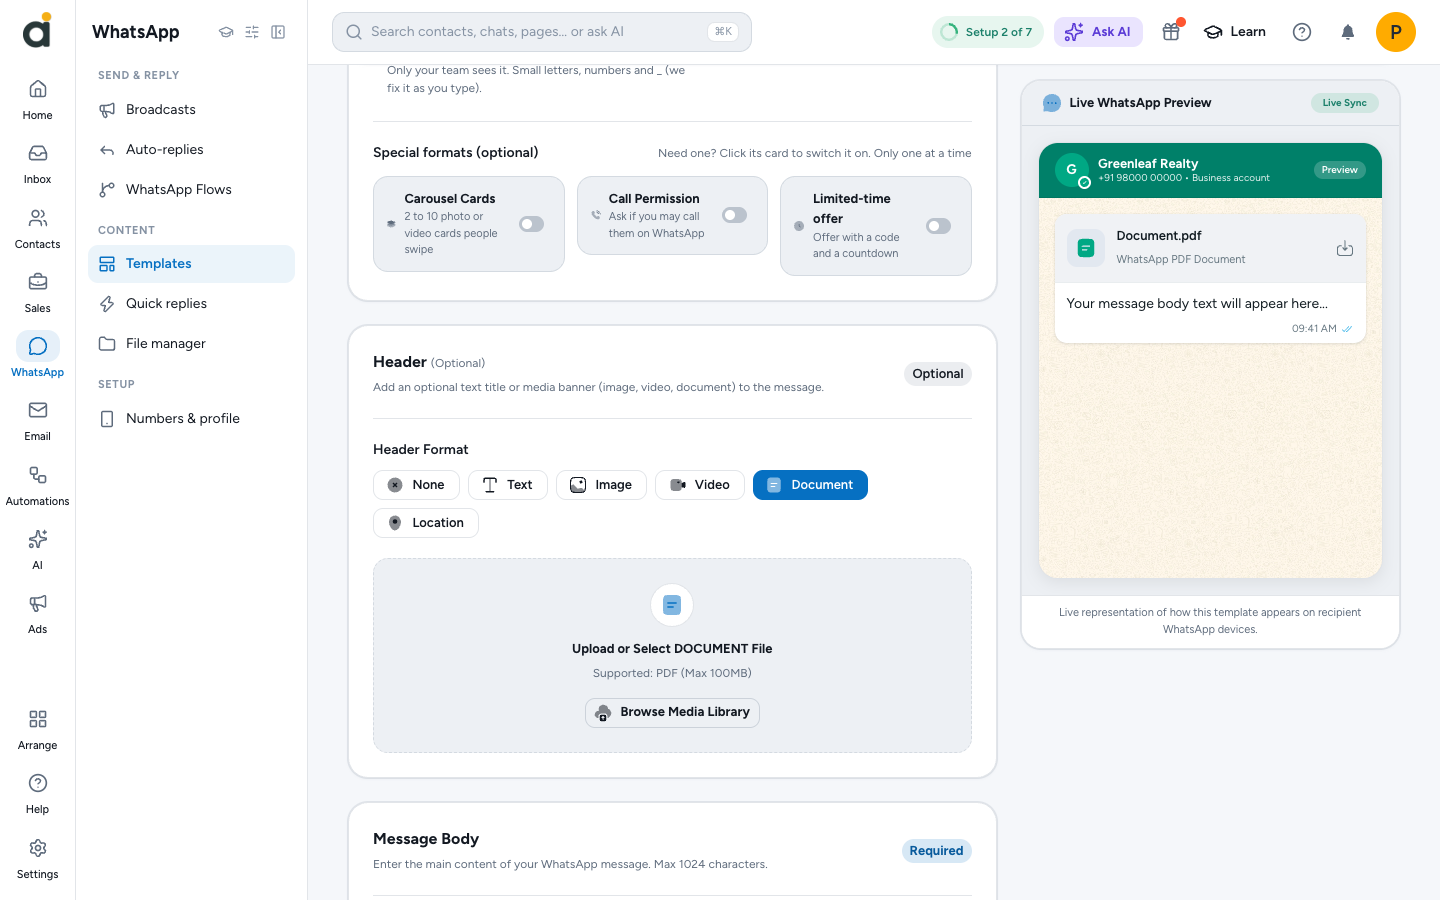 WhatsApp
Search contacts, chats, pages... or ask AI
⌘K
Setup 2 of 7
Ask AI
Learn
P
Home
Inbox
Contacts
Sales
WhatsApp
Email
Automations
AI
Ads
Arrange
Help
Settings
SEND & REPLY
Broadcasts
Auto-replies
WhatsApp Flows
CONTENT
Templates
Quick replies
File manager
SETUP
Numbers & profile
Only your team sees it. Small letters, numbers and _ (we
fix it as you type).
Special formats (optional)
Need one? Click its card to switch it on. Only one at a time
Carousel Cards
2 to 10 photo or
video cards people
swipe
Call Permission
Ask if you may call
them on WhatsApp
Limited-time
offer
Offer with a code
and a countdown
Header (Optional)
Add an optional text title or media banner (image, video, document) to the message.
Optional
Header Format
None
Text
Image
Video
Document
Location
Upload or Select DOCUMENT File
Supported: PDF (Max 100MB)
Browse Media Library
Message Body
Enter the main content of your WhatsApp message. Max 1024 characters.
Required
Live WhatsApp Preview
Live Sync
G
Greenleaf Realty
+91 98000 00000 • Business account
Preview
Document.pdf
WhatsApp PDF Document
Your message body text will appear here...
09:41 AM
Live representation of how this template appears on recipient
WhatsApp devices.